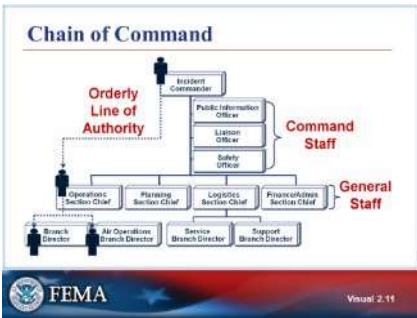 Chain of Command
Incident
Commander
Orderly
Line of
Authority
Public Information
Officer
Liaison
Officer
Safety
Officer
Command
Staff
Operations
Section Chief
Planning
Section Chief
Logistics
Section Chief
Finance/Admin
Section Chief
General
Staff
Branch
Director
Air Operations
Branch Director
Service
Branch Director
Support
Branch Director
FEMA
Visual 2.11